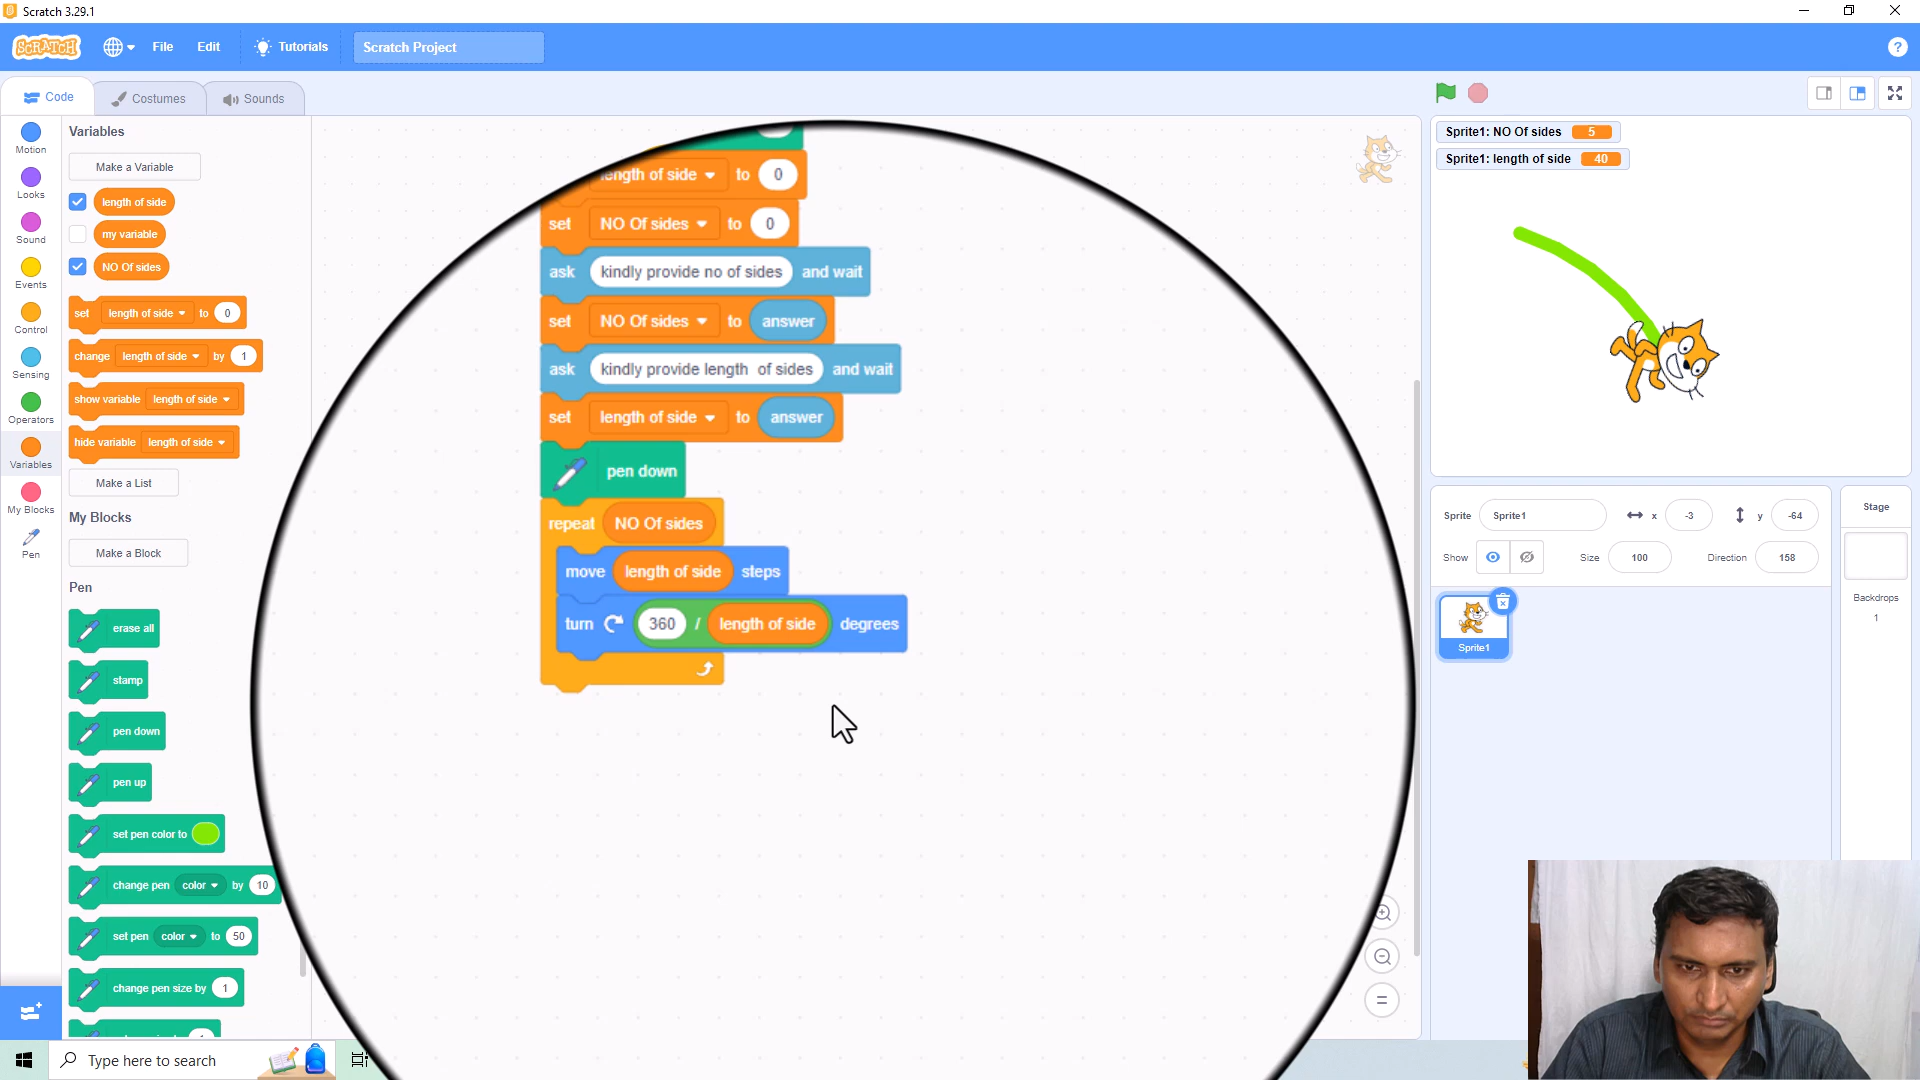 Scratch 3.29.1
SCRATCH
File
Edit
Tutorials
Scratch Project
?
Code
Costumes
Sounds
Motion
Looks
Sound
Events
Control
Sensing
Operators
Variables
My Blocks
Pen
Variables
Make a Variable
length of side
my variable
NO Of sides
set length of side to 0
change length of side by 1
show variable length of side
hide variable length of side
Make a List
My Blocks
Make a Block
Pen
erase all
stamp
pen down
pen up
set pen color to
change pen color by 10
set pen color to 50
change pen size by 1
length of side to 0
set NO Of sides to 0
ask kindly provide no of sides and wait
set NO Of sides to answer
ask kindly provide length of sides and wait
set length of side to answer
pen down
repeat NO Of sides
move length of side steps
turn 360 / length of side degrees
Sprite1: NO Of sides 5
Sprite1: length of side 40
Sprite Sprite1 x -3 y -64
Show Size 100 Direction 158
Sprite1
Stage
Backdrops
1
Type here to search